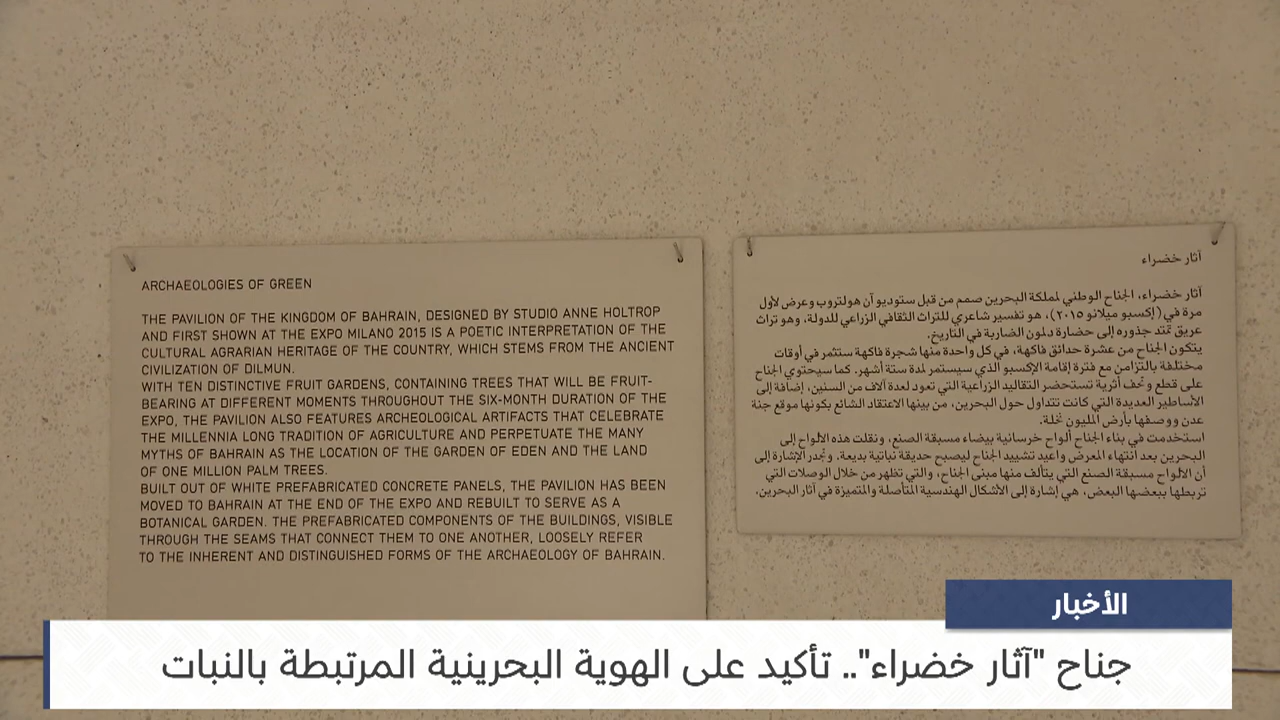 ARCHAEOLOGIES OF GREEN
THE PAVILION OF THE KINGDOM OF BAHRAIN, DESIGNED BY STUDIO ANNE HOLTROP
AND FIRST SHOWN AT THE EXPO MILANO 2015 IS A POETIC INTERPRETATION OF THE
CULTURAL AGRARIAN HERITAGE OF THE COUNTRY, WHICH STEMS FROM THE ANCIENT
CIVILIZATION OF DILMUN.
WITH TEN DISTINCTIVE FRUIT GARDENS, CONTAINING TREES THAT WILL BE FRUIT-
BEARING AT DIFFERENT MOMENTS THROUGHOUT THE SIX-MONTH DURATION OF THE
EXPO, THE PAVILION ALSO FEATURES ARCHEOLOGICAL ARTIFACTS THAT CELEBRATE
THE MILLENNIA LONG TRADITION OF AGRICULTURE AND PERPETUATE THE MANY
MYTHS OF BAHRAIN AS THE LOCATION OF THE GARDEN OF EDEN AND THE LAND
OF ONE MILLION PALM TREES.
BUILT OUT OF WHITE PREFABRICATED CONCRETE PANELS, THE PAVILION HAS BEEN
MOVED TO BAHRAIN AT THE END OF THE EXPO AND REBUILT TO SERVE AS A
BOTANICAL GARDEN. THE PREFABRICATED COMPONENTS OF THE BUILDINGS, VISIBLE
THROUGH THE SEAMS THAT CONNECT THEM TO ONE ANOTHER, LOOSELY REFER
TO THE INHERENT AND DISTINGUISHED FORMS OF THE ARCHAEOLOGY OF BAHRAIN.
آثار خضراء
آثار خضراء، الجناح الوطني لمملكة البحرين صمم من قبل ستوديو آن هولتروب وعرض لأول
مرة في (إكسبو ميلانو ٢٠١٥)، هو تفسير شاعري للتراث الثقافي الزراعي للدولة، وهو تراث
عريق تمتد جذوره إلى حضارة دلمون الضاربة في التاريخ.
يتكون الجناح من عشرة حدائق فاكهة، في كل واحدة منها شجرة فاكهة ستثمر في أوقات
مختلفة بالتزامن مع فترة إقامة الإكسبو الذي سيستمر لمدة ستة أشهر. كما سيحتوي الجناح
على قطع وتحف أثرية تستحضر التقاليد الزراعية التي تعود لعدة آلاف من السنين، إضافة إلى
الأساطير العديدة التي كانت تتداول حول البحرين، من بينها الاعتقاد الشائع بكونها موقع جنة
عدن ووصفها بأرض المليون نخلة.
استخدمت في بناء الجناح ألواح خرسانية بيضاء مسبقة الصنع، ونقلت هذه الألواح إلى
البحرين بعد انتهاء المعرض وأعيد تشييد الجناح ليصبح حديقة نباتية بديعة. وتجدر الإشارة إلى
أن الألواح مسبقة الصنع التي يتألف منها مبنى الجناح، والتي تظهر من خلال الوصلات التي
تربطها ببعضها البعض، هي إشارة إلى الأشكال الهندسية المتأصلة والمتميزة في آثار البحرين.
الأخبار
جناح "آثار خضراء".. تأكيد على الهوية البحرينية المرتبطة بالنبات